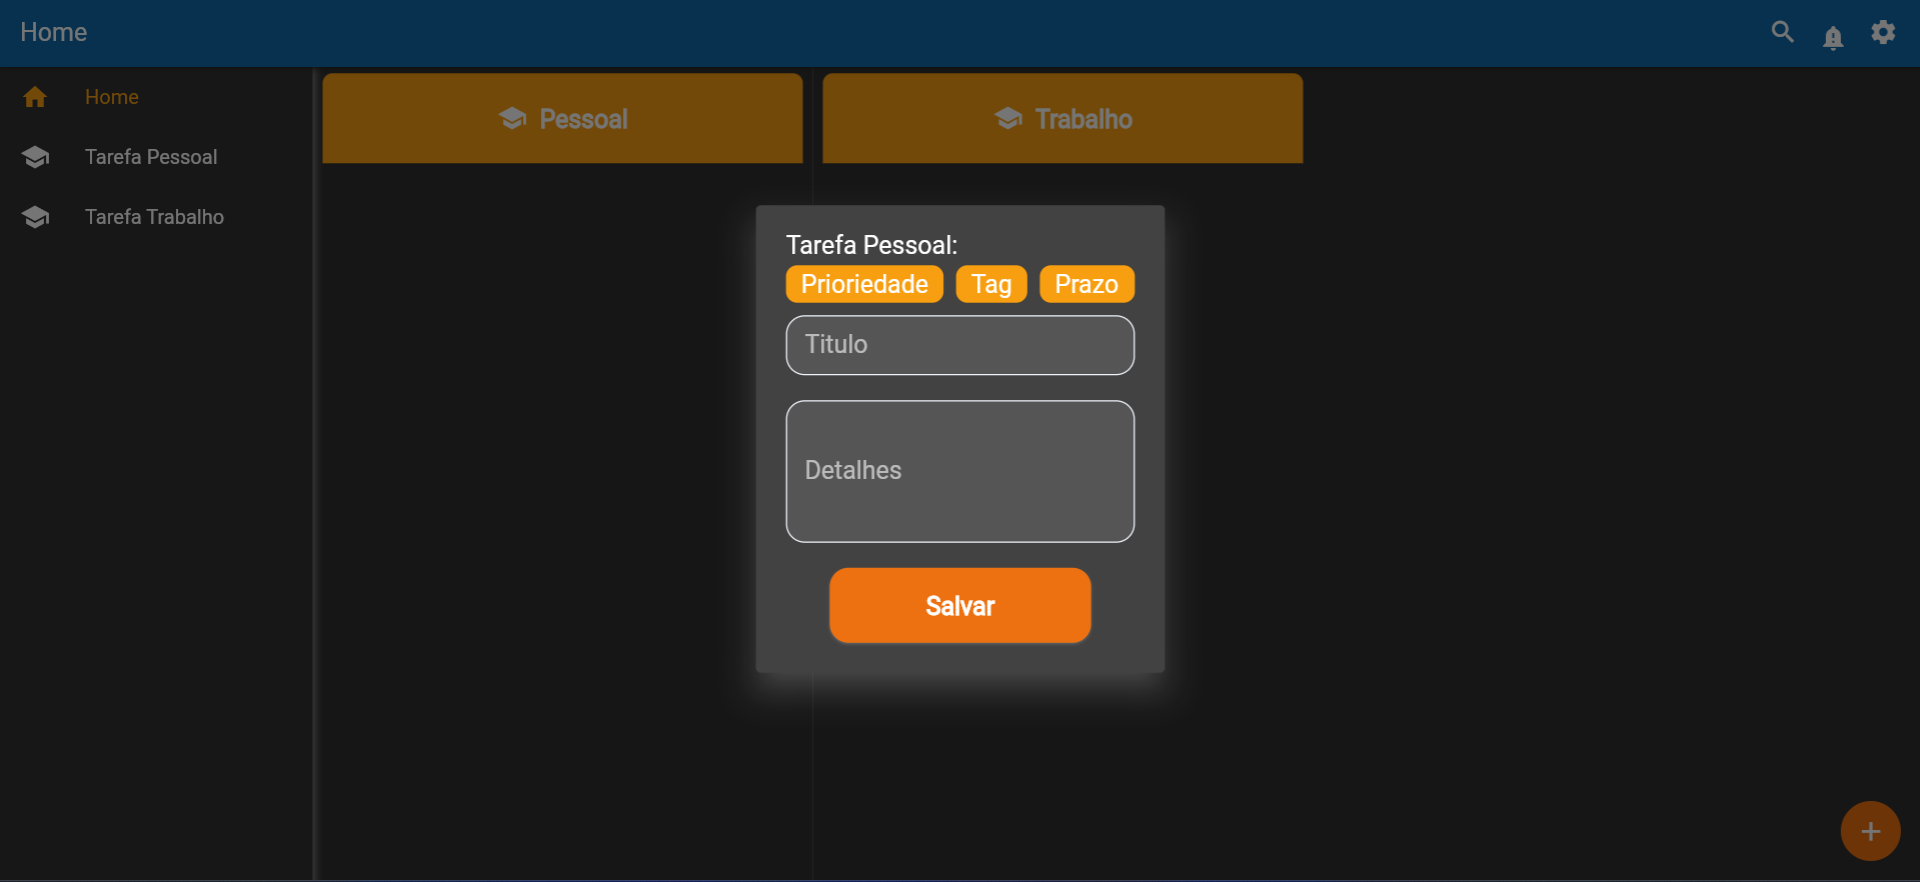 Home
Home
Tarefa Pessoal
Tarefa Trabalho
Pessoal
Trabalho
Tarefa Pessoal:
Prioriedade Tag Prazo
Titulo
Detalhes
Salvar